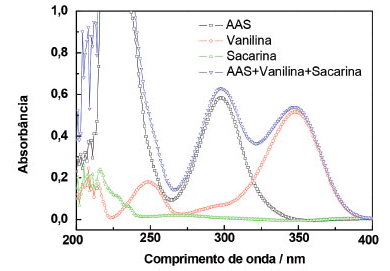 1,0
0,8
0,6
0,4
0,2
0,0
Absorbância
AAS
Vanilina
Sacarina
AAS+Vanilina+Sacarina
200 250 300 350 400
Comprimento de onda / nm